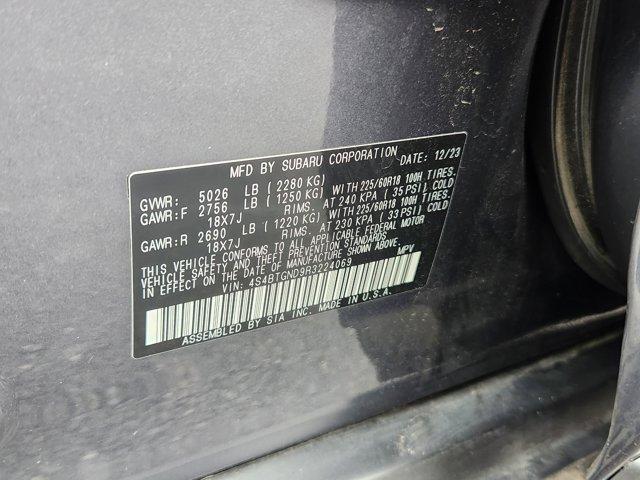 MFD BY SUBARU CORPORATION DATE: 12/23
GVWR: 5026 LB ( 2280 KG)
GAWR:F 2756 LB ( 1250 KG) WITH 225/60R18 100H TIRES.
18X7J RIMS. AT 240 KPA ( 35 PSI) COLD
GAWR:R 2690 LB ( 1220 KG) WITH 225/60R18 100H TIRES.
18X7J RIMS. AT 230 KPA ( 33 PSI) COLD
THIS VEHICLE CONFORMS TO ALL APPLICABLE FEDERAL MOTOR
VEHICLE SAFETY AND THEFT PREVENTION STANDARDS
IN EFFECT ON THE DATE OF MANUFACTURE SHOWN ABOVE.
VIN: 4S4BTGND9R3224069 MPV
ASSEMBLED BY SIA INC. MADE IN U.S.A.